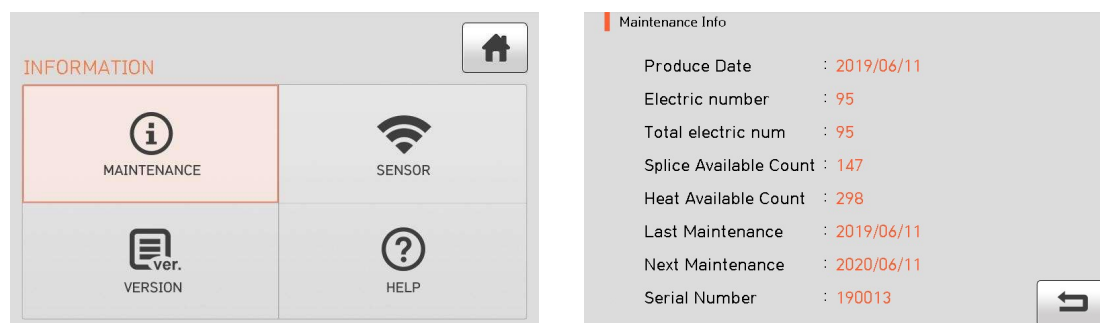 INFORMATION
MAINTENANCE
SENSOR
ver.
VERSION
HELP
Maintenance Info
Produce Date : 2019/06/11
Electric number : 95
Total electric num : 95
Splice Available Count : 147
Heat Available Count : 298
Last Maintenance : 2019/06/11
Next Maintenance : 2020/06/11
Serial Number : 190013